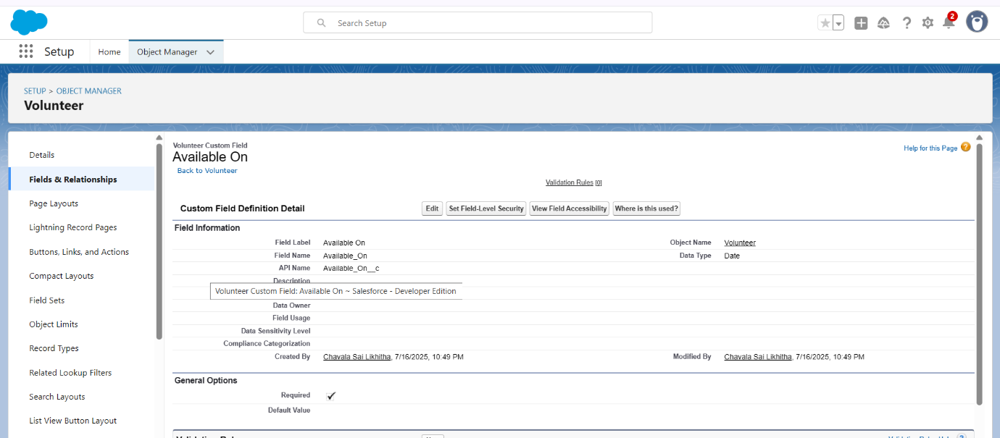 Search Setup
2
Setup Home Object Manager
SETUP > OBJECT MANAGER
Volunteer
Details
Fields & Relationships
Page Layouts
Lightning Record Pages
Buttons, Links, and Actions
Compact Layouts
Field Sets
Object Limits
Record Types
Related Lookup Filters
Search Layouts
List View Button Layout
Volunteer Custom Field
Available On
Back to Volunteer
Help for this Page ?
Validation Rules [0]
Custom Field Definition Detail Edit Set Field-Level Security View Field Accessibility Where is this used?
Field Information
Field Label Available On Object Name Volunteer
Field Name Available_On Data Type Date
API Name Available_On__c
Description
Volunteer Custom Field: Available On ~ Salesforce - Developer Edition
Data Owner
Field Usage
Data Sensitivity Level
Compliance Categorization
Created By Chavala Sai Likhitha, 7/16/2025, 10:49 PM Modified By Chavala Sai Likhitha, 7/16/2025, 10:49 PM
General Options
Required ✓
Default Value